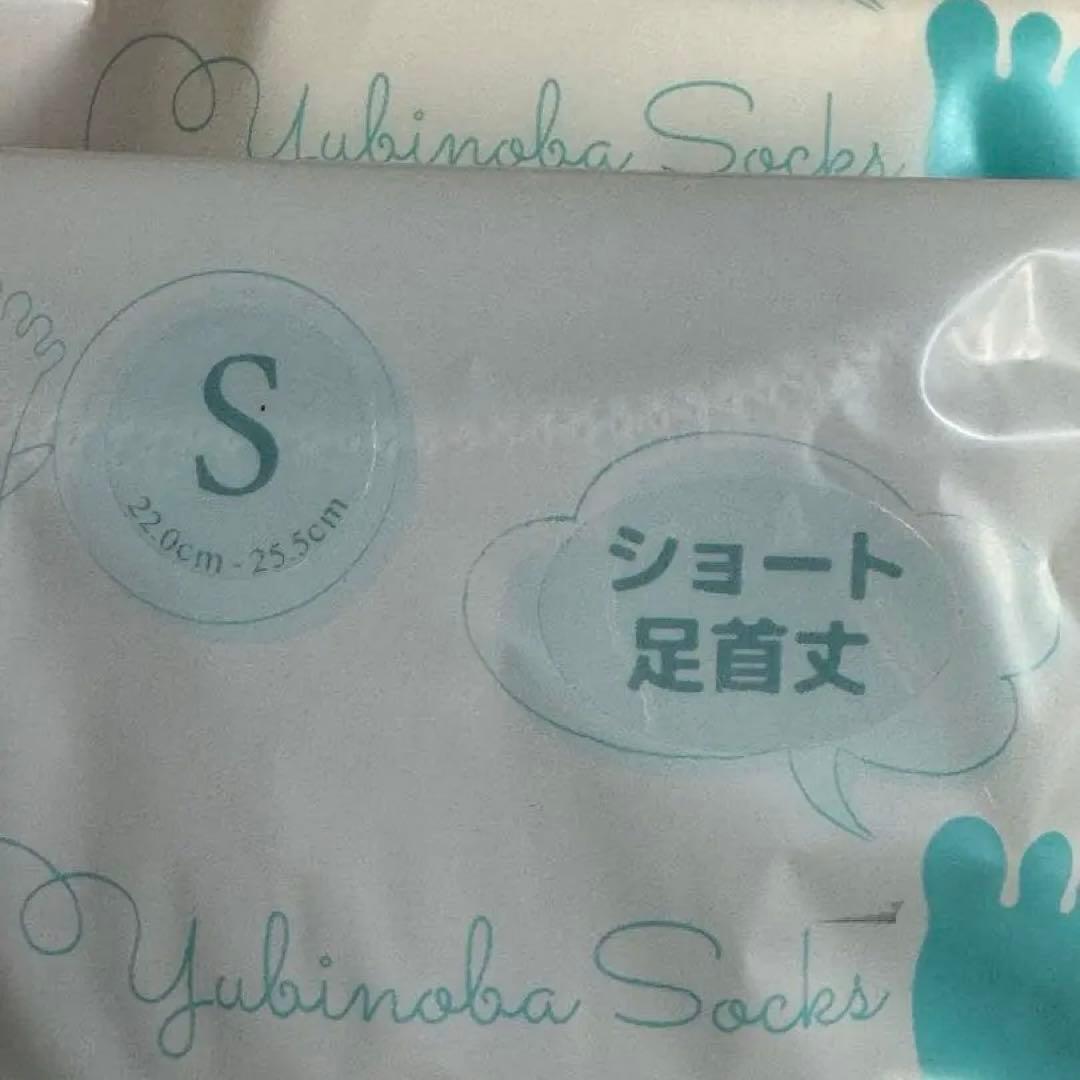 Yubinoba Socks
S
22.0cm - 25.5cm
ショート
足首丈
Yubinoba Socks